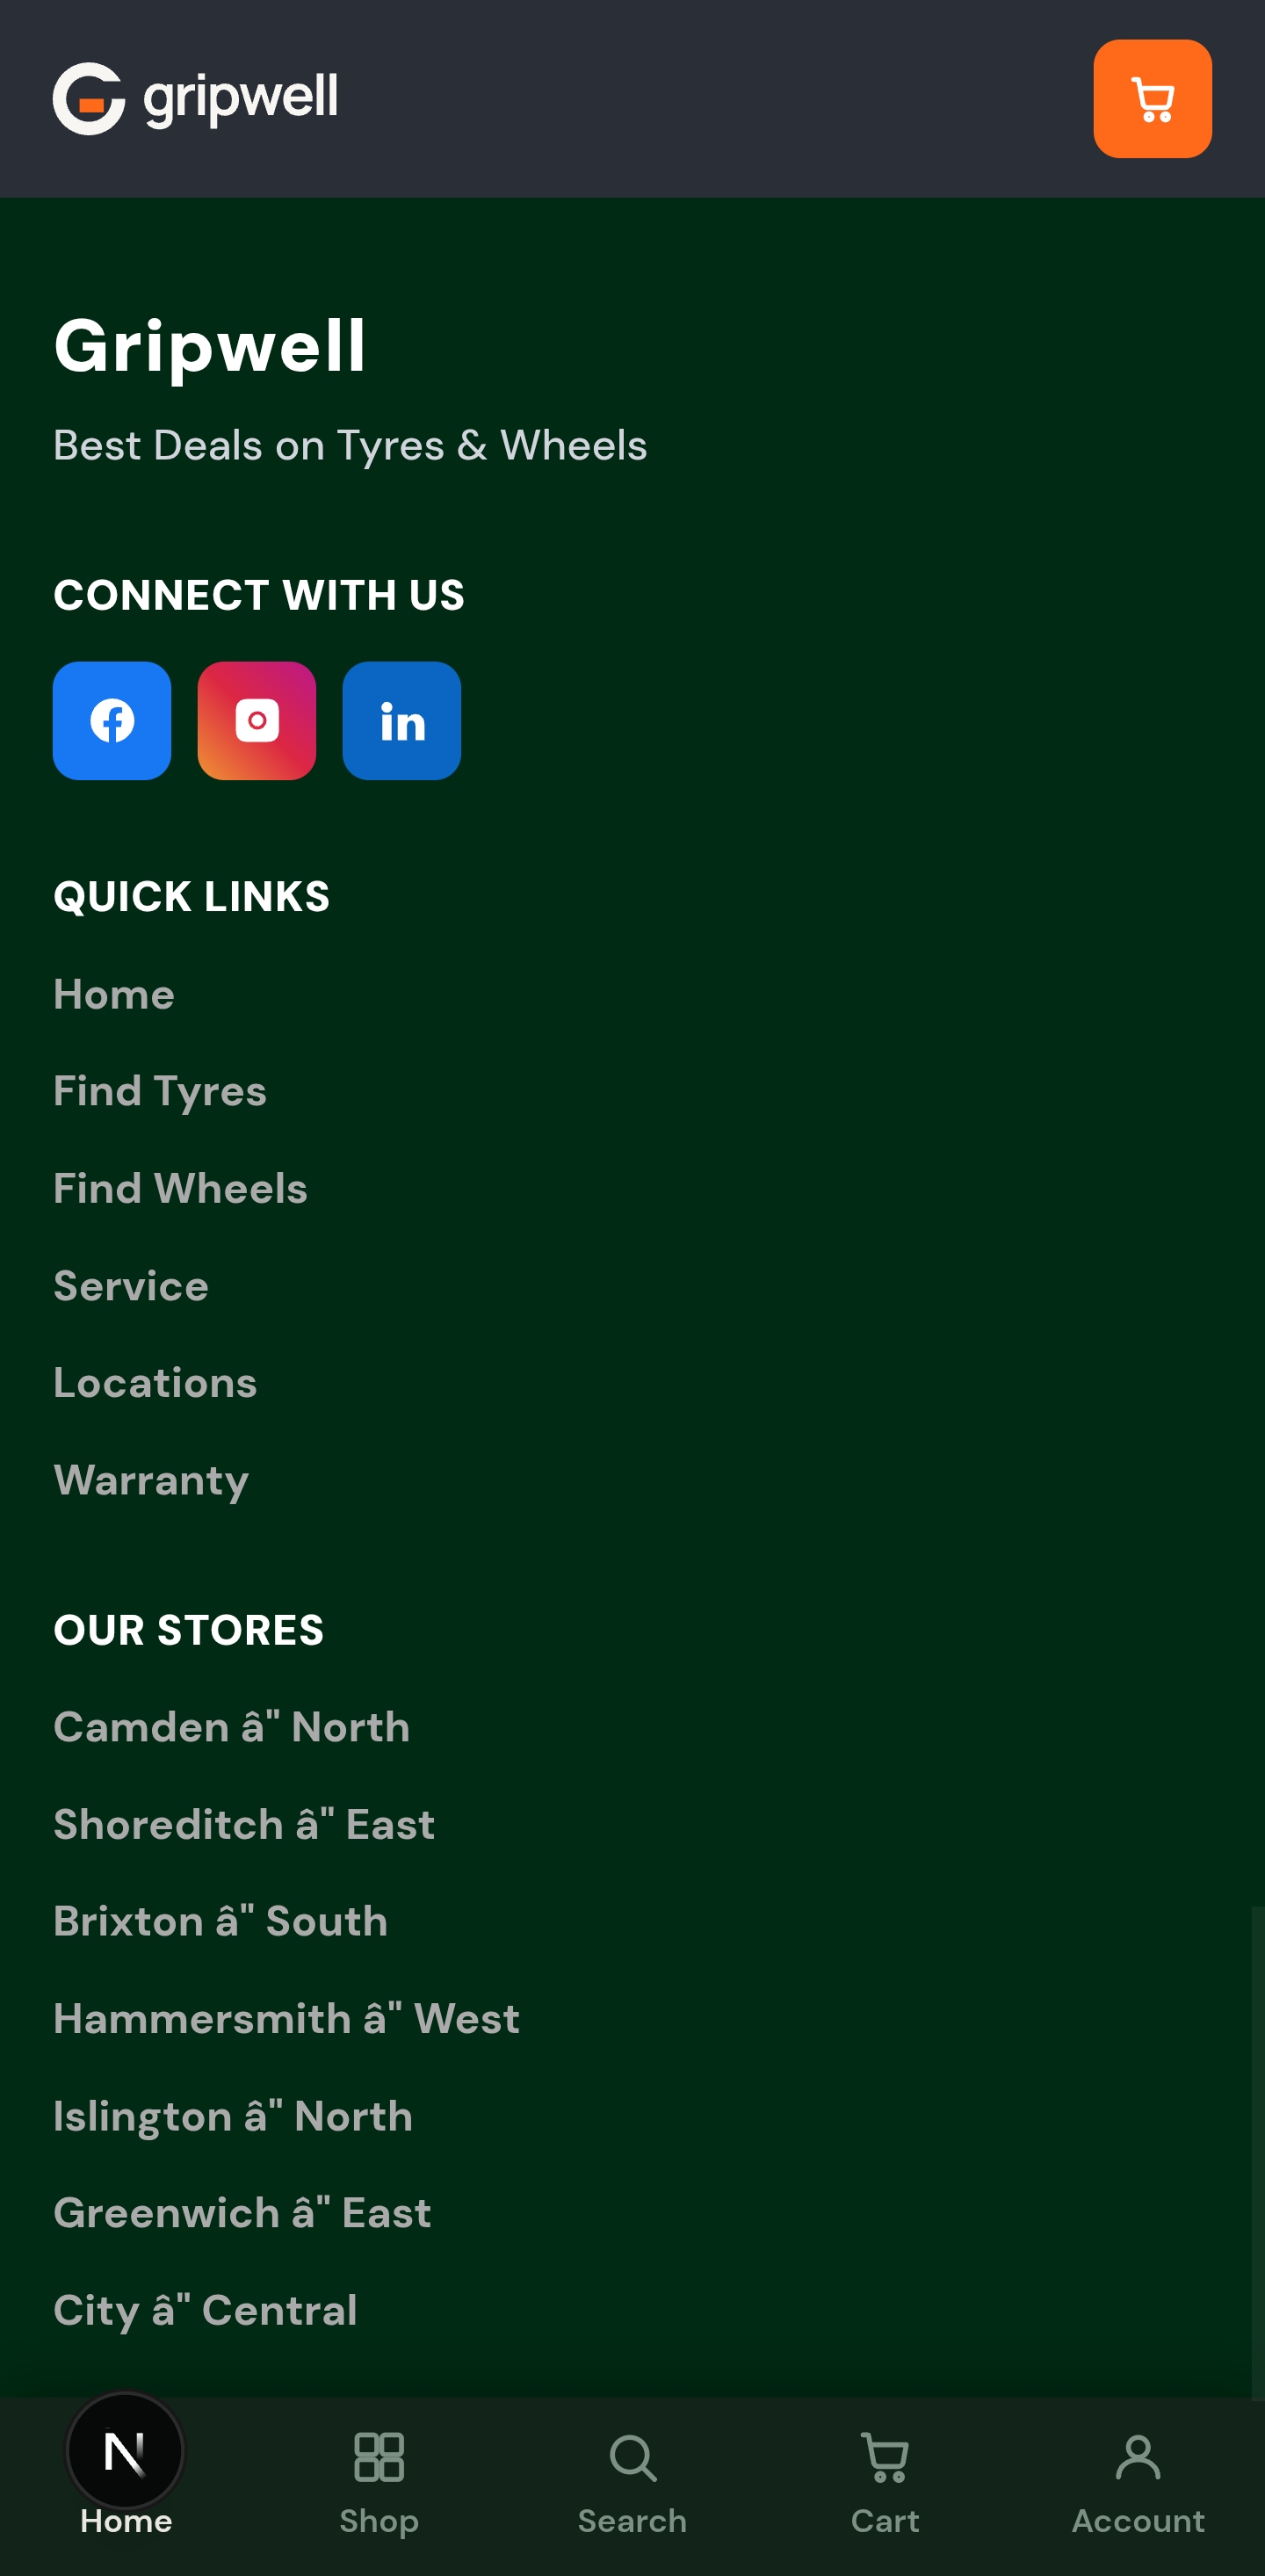 gripwell
Gripwell
Best Deals on Tyres & Wheels
CONNECT WITH US
in
QUICK LINKS
Home
Find Tyres
Find Wheels
Service
Locations
Warranty
OUR STORES
Camden â" North
Shoreditch â" East
Brixton â" South
Hammersmith â" West
Islington â" North
Greenwich â" East
City â" Central
N
Home Shop Search Cart Account